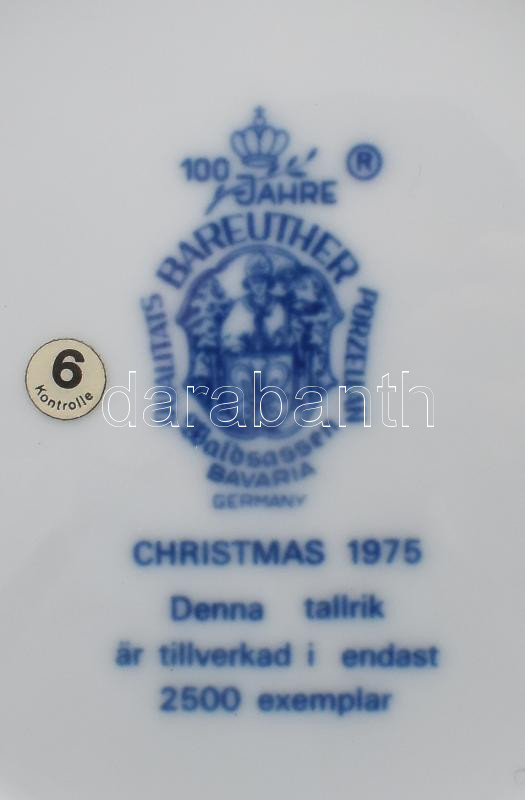 100 JAHRE ®
BAREUTHER
STATUTIS
PORZELLAN
Waldsassen
BAVARIA
GERMANY
6
Kontrolle
darabanth
CHRISTMAS 1975
Denna tallrik
är tillverkad i endast
2500 exemplar